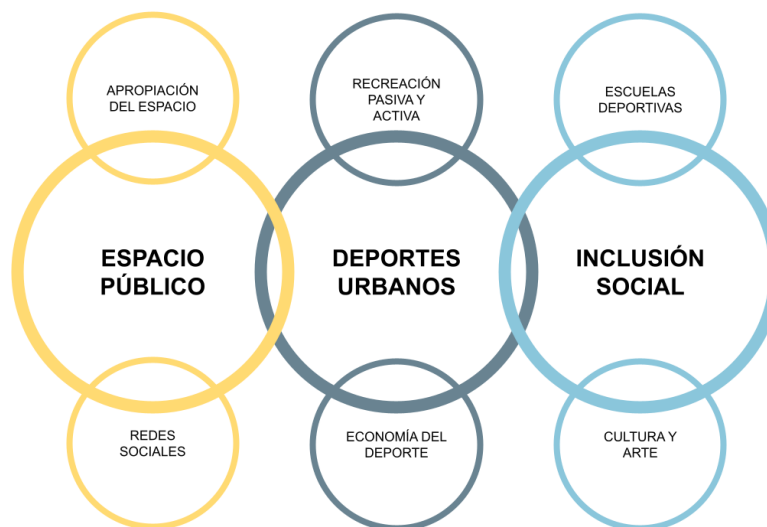 APROPIACIÓN
DEL ESPACIO
RECREACIÓN
PASIVA Y
ACTIVA
ESCUELAS
DEPORTIVAS
ESPACIO
PÚBLICO
DEPORTES
URBANOS
INCLUSIÓN
SOCIAL
REDES
SOCIALES
ECONOMÍA DEL
DEPORTE
CULTURA Y
ARTE